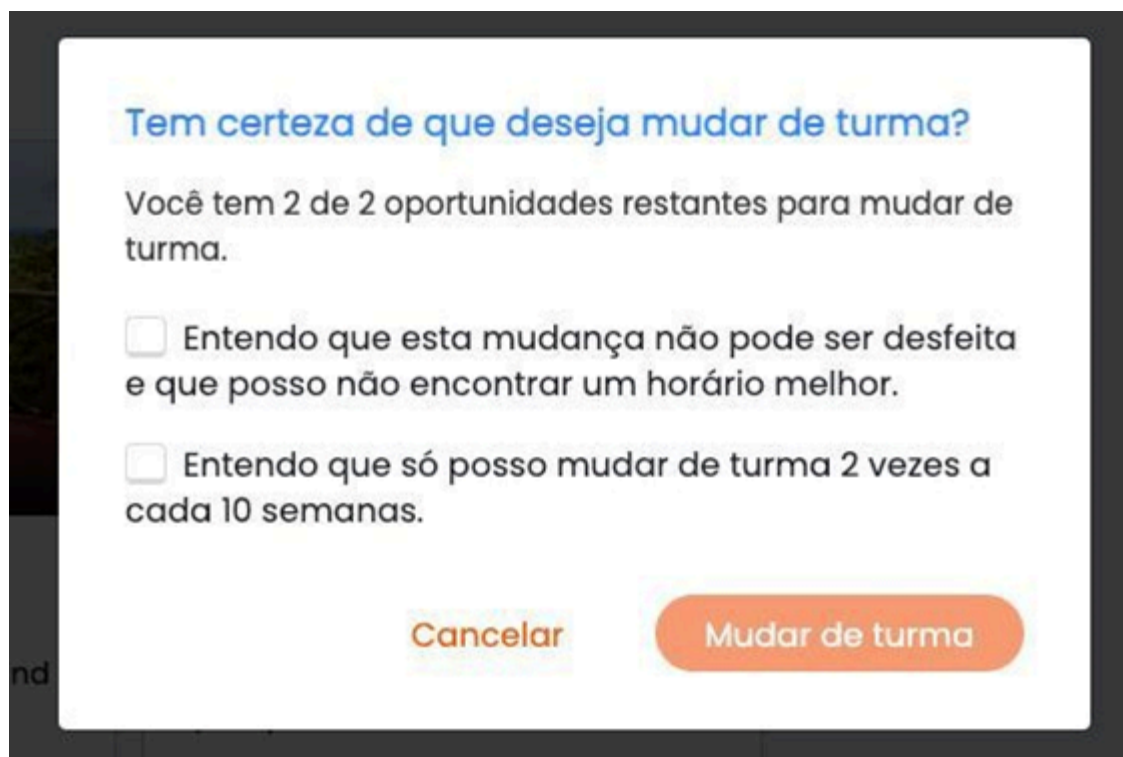 Tem certeza de que deseja mudar de turma?
Você tem 2 de 2 oportunidades restantes para mudar de
turma.
Entendo que esta mudança não pode ser desfeita
e que posso não encontrar um horário melhor.
Entendo que só posso mudar de turma 2 vezes a
cada 10 semanas.
Cancelar
Mudar de turma
nd